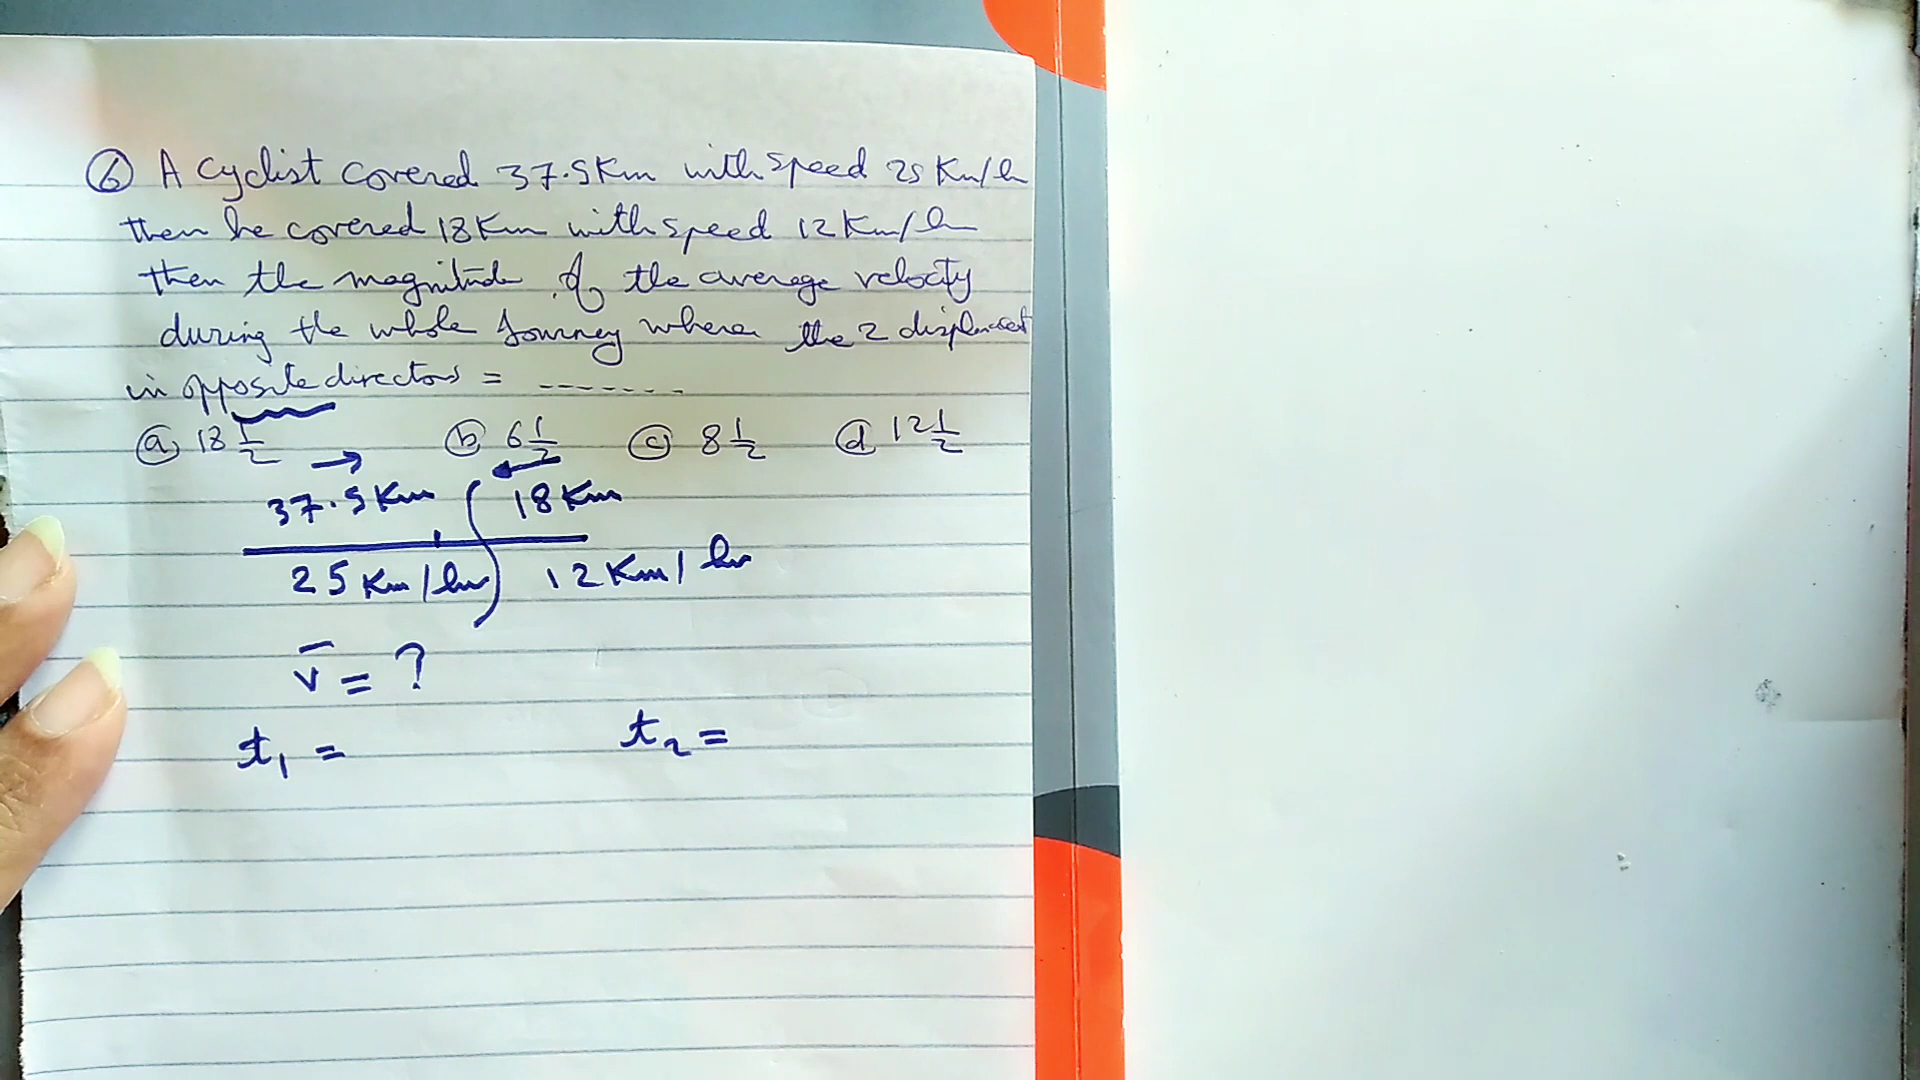 6 A cyclist covered 37.5 Km with speed 25 Km/h
then he covered 18 Km with speed 12 Km/h
then the magnitude of the average velocity
during the whole Journey where the 2 displacement
in opposite directions = -------
a 18 1/2 b 6 1/2 c 8 1/2 d 12 1/2
→ ←
37.5 Km 18 Km
25 Km/hr 12 Km/hr
v̅ = ?
t₁ = t₂ =